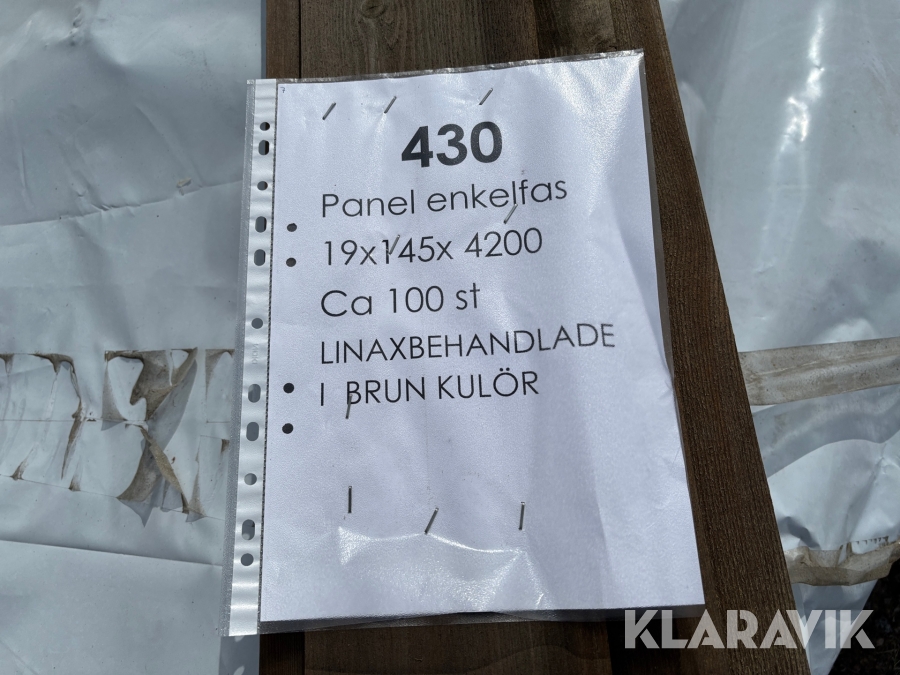 430
Panel enkelfas
19x145x 4200
Ca 100 st
LINAXBEHANDLADE
I BRUN KULÖR
KLARAVIK